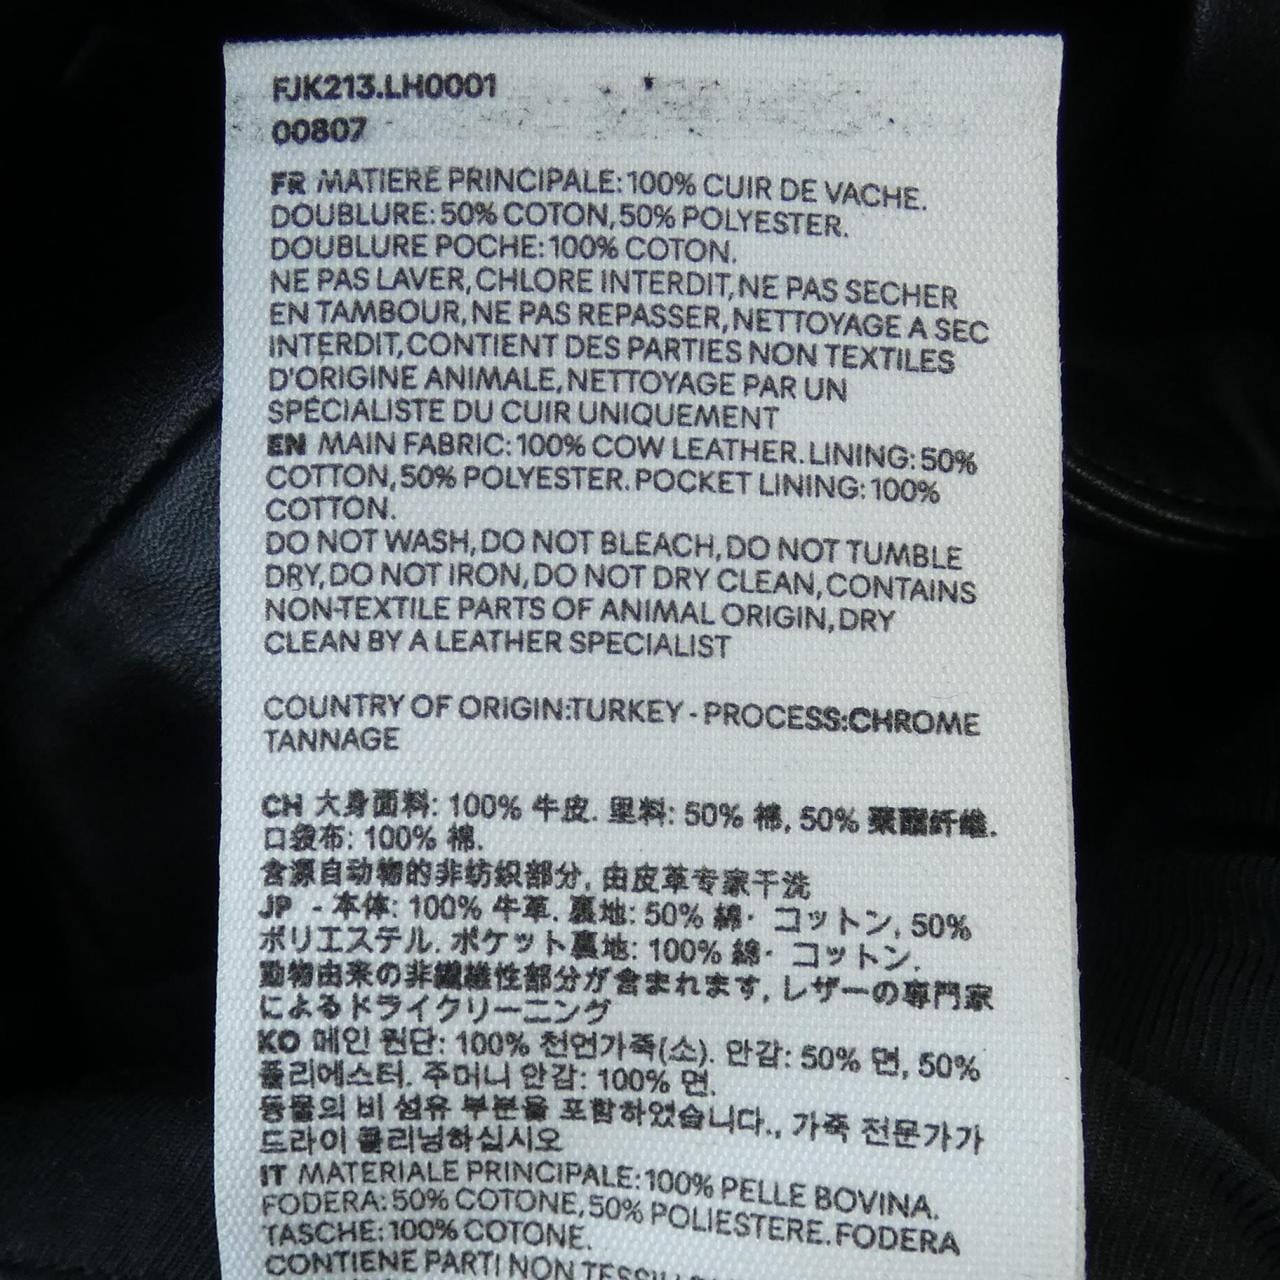 FJK213.LH0001
00807
FR MATIERE PRINCIPALE: 100% CUIR DE VACHE.
DOUBLURE: 50% COTON, 50% POLYESTER.
DOUBLURE POCHE: 100% COTON.
NE PAS LAVER, CHLORE INTERDIT, NE PAS SECHER
EN TAMBOUR, NE PAS REPASSER, NETTOYAGE A SEC
INTERDIT, CONTIENT DES PARTIES NON TEXTILES
D'ORIGINE ANIMALE, NETTOYAGE PAR UN
SPÉCIALISTE DU CUIR UNIQUEMENT
EN MAIN FABRIC: 100% COW LEATHER. LINING: 50%
COTTON, 50% POLYESTER. POCKET LINING: 100%
COTTON.
DO NOT WASH, DO NOT BLEACH, DO NOT TUMBLE
DRY, DO NOT IRON, DO NOT DRY CLEAN, CONTAINS
NON-TEXTILE PARTS OF ANIMAL ORIGIN, DRY
CLEAN BY A LEATHER SPECIALIST
COUNTRY OF ORIGIN:TURKEY - PROCESS:CHROME
TANNAGE
CH 大身面料: 100% 牛皮. 里料: 50% 棉, 50% 聚酯纤维.
口袋布: 100% 棉.
含源自动物的非纺织部分, 由皮革专家干洗
JP - 本体: 100% 牛革. 裏地: 50% 綿· コットン, 50%
ポリエステル. ポケット裏地: 100% 綿· コットン.
動物由来の非繊維性部分が含まれます, レザーの専門家
によるドライクリーニング
KO 메인 원단: 100% 천연가죽(소). 안감: 50% 면, 50%
폴리에스터. 주머니 안감: 100% 면.
동물의 비 섬유 부분을 포함하였습니다., 가죽 전문가가
드라이 클리닝하십시오
IT MATERIALE PRINCIPALE: 100% PELLE BOVINA.
FODERA: 50% COTONE, 50% POLIESTERE. FODERA
TASCHE: 100% COTONE.
CONTIENE PARTI NON